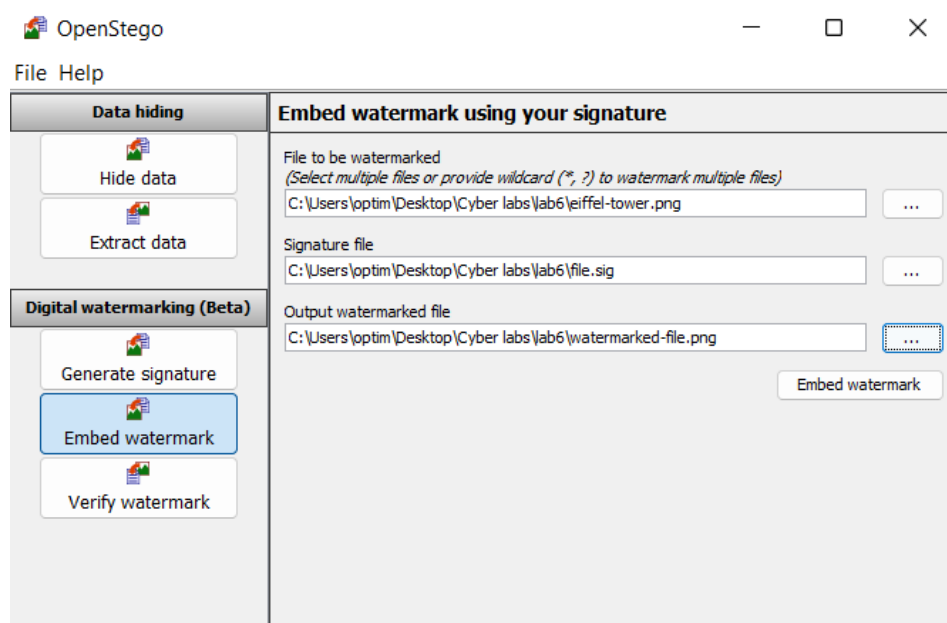 OpenStego
File Help
Data hiding
Hide data
Extract data
Digital watermarking (Beta)
Generate signature
Embed watermark
Verify watermark
Embed watermark using your signature
File to be watermarked
(Select multiple files or provide wildcard (*, ?) to watermark multiple files)
C:\Users\optim\Desktop\Cyber labs\lab6\eiffel-tower.png
...
Signature file
C:\Users\optim\Desktop\Cyber labs\lab6\file.sig
...
Output watermarked file
C:\Users\optim\Desktop\Cyber labs\lab6\watermarked-file.png
...
Embed watermark